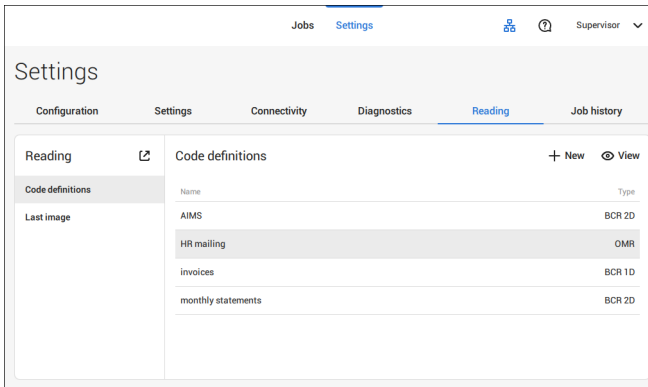 Jobs Settings Supervisor
Settings
Configuration Settings Connectivity Diagnostics Reading Job history
Reading Code definitions New View
Code definitions Name Type
Last image AIMS BCR 2D
HR mailing OMR
invoices BCR 1D
monthly statements BCR 2D